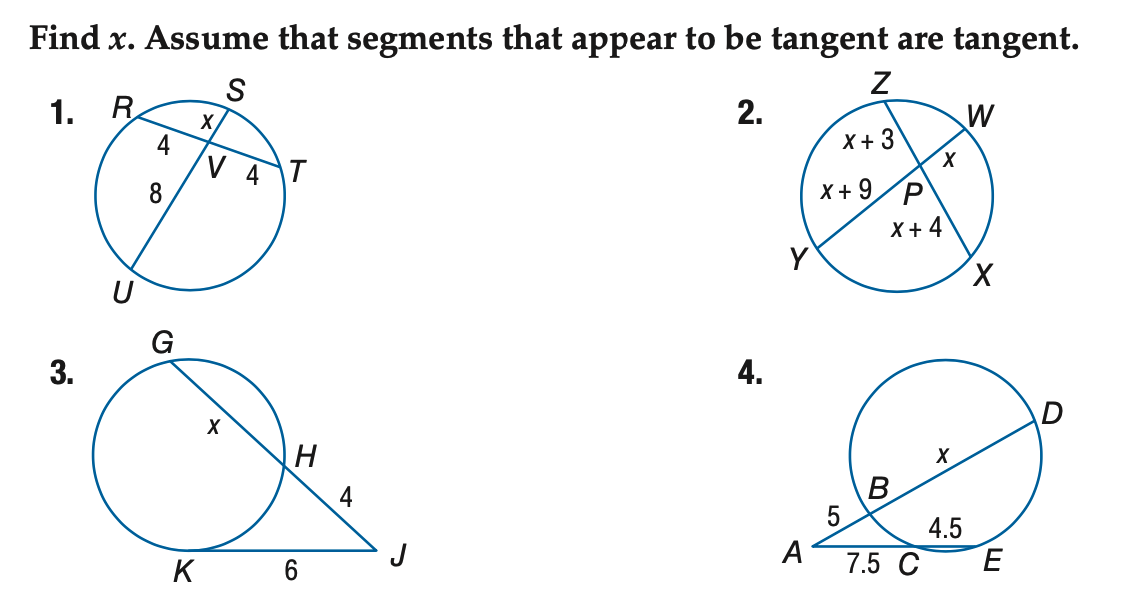 Find x. Assume that segments that appear to be tangent are tangent.
1.
R
S
x
4
V
4
T
8
U
2.
Z
W
x + 3
x
x + 9
P
x + 4
Y
X
3.
G
x
H
4
K
6
J
4.
D
x
B
5
4.5
A
7.5
C
E